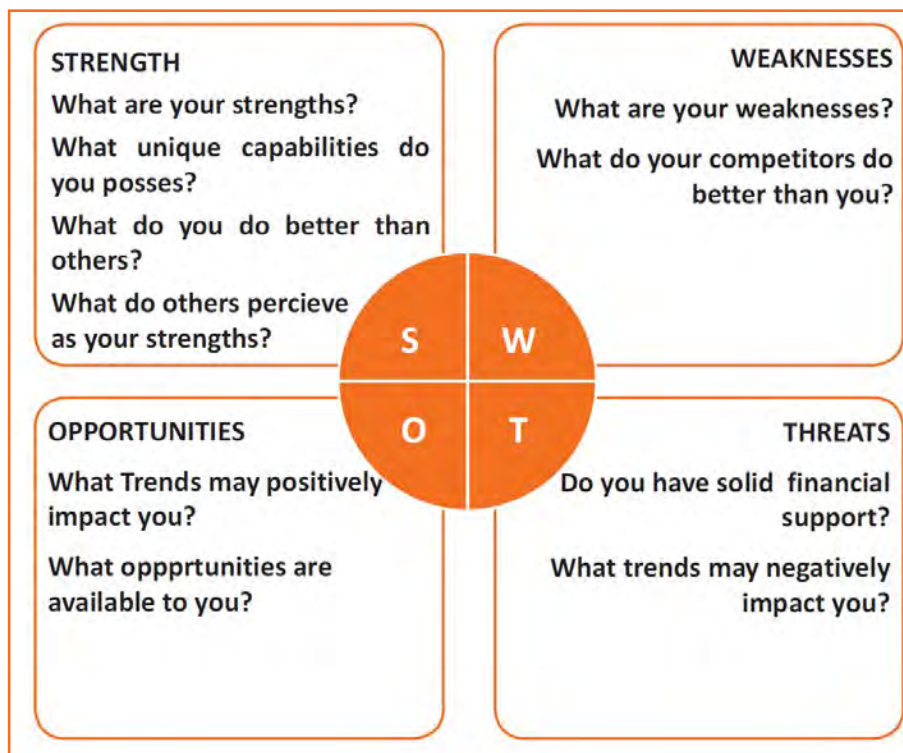 STRENGTH
What are your strengths?
What unique capabilities do
you posses?
What do you do better than
others?
What do others percieve
as your strengths?
WEAKNESSES
What are your weaknesses?
What do your competitors do
better than you?
S
W
O
T
OPPORTUNITIES
What Trends may positively
impact you?
What oppprtunities are
available to you?
THREATS
Do you have solid financial
support?
What trends may negatively
impact you?